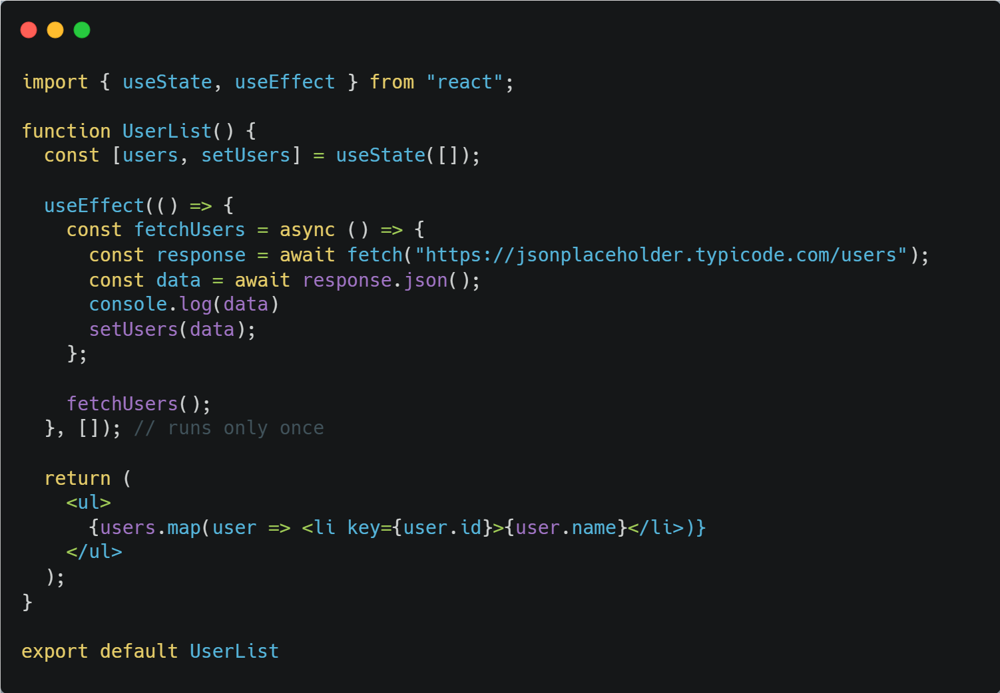 import { useState, useEffect } from "react";

function UserList() {
  const [users, setUsers] = useState([]);

  useEffect(() => {
    const fetchUsers = async () => {
      const response = await fetch("https://jsonplaceholder.typicode.com/users");
      const data = await response.json();
      console.log(data)
      setUsers(data);
    };

    fetchUsers();
  }, []); // runs only once

  return (
    <ul>
      {users.map(user => <li key={user.id}>{user.name}</li>)}
    </ul>
  );
}

export default UserList